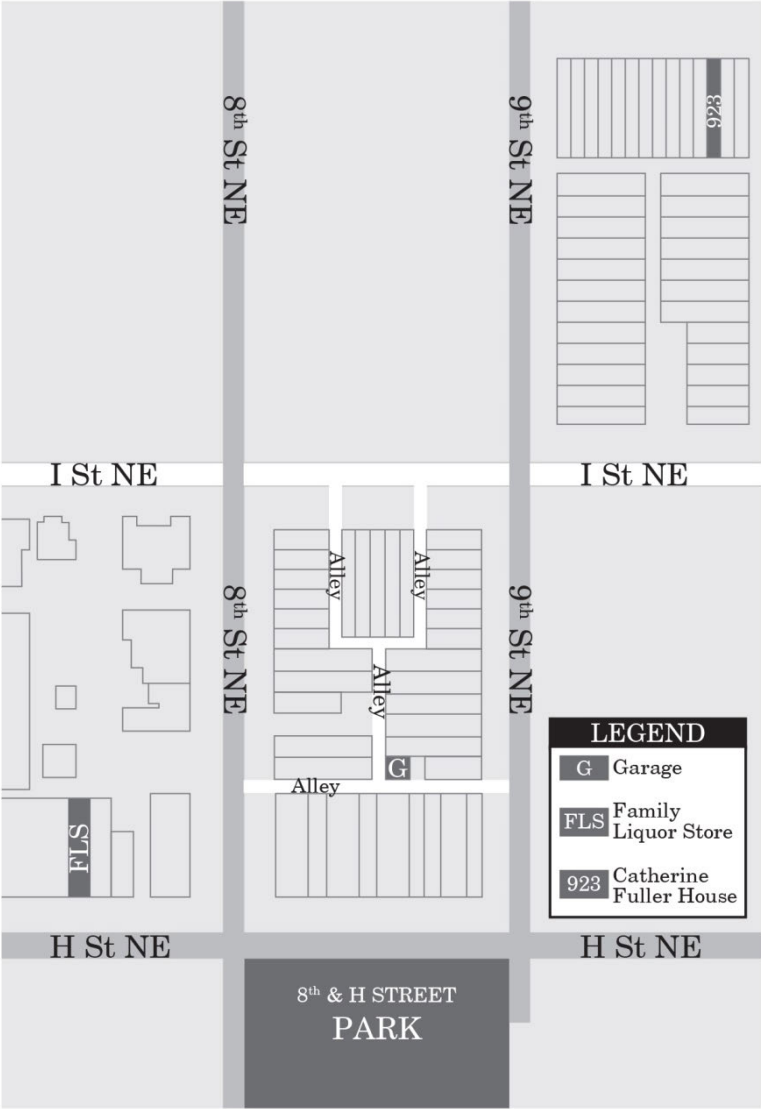 8th St NE
9th St NE
923
I St NE
I St NE
Alley
Alley
8th St NE
9th St NE
Alley
LEGEND
G
G Garage
Alley
FLS
FLS Family
Liquor Store
923 Catherine
Fuller House
H St NE
H St NE
8th & H STREET
PARK